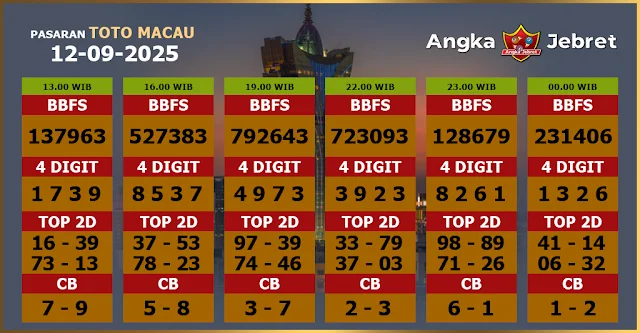 PASARAN TOTO MACAU
12-09-2025
Angka Jebret
Angka Jebret
13.00 WIB 16.00 WIB 19.00 WIB 22.00 WIB 23.00 WIB 00.00 WIB
BBFS BBFS BBFS BBFS BBFS BBFS
137963 527383 792643 723093 128679 231406
4 DIGIT 4 DIGIT 4 DIGIT 4 DIGIT 4 DIGIT 4 DIGIT
1 7 3 9 8 5 3 7 4 9 7 3 3 9 2 3 8 2 6 1 1 3 2 6
TOP 2D TOP 2D TOP 2D TOP 2D TOP 2D TOP 2D
16 - 39 37 - 53 97 - 39 33 - 79 98 - 89 41 - 14
73 - 13 78 - 23 74 - 46 37 - 03 71 - 26 06 - 32
CB CB CB CB CB CB
7 - 9 5 - 8 3 - 7 2 - 3 6 - 1 1 - 2